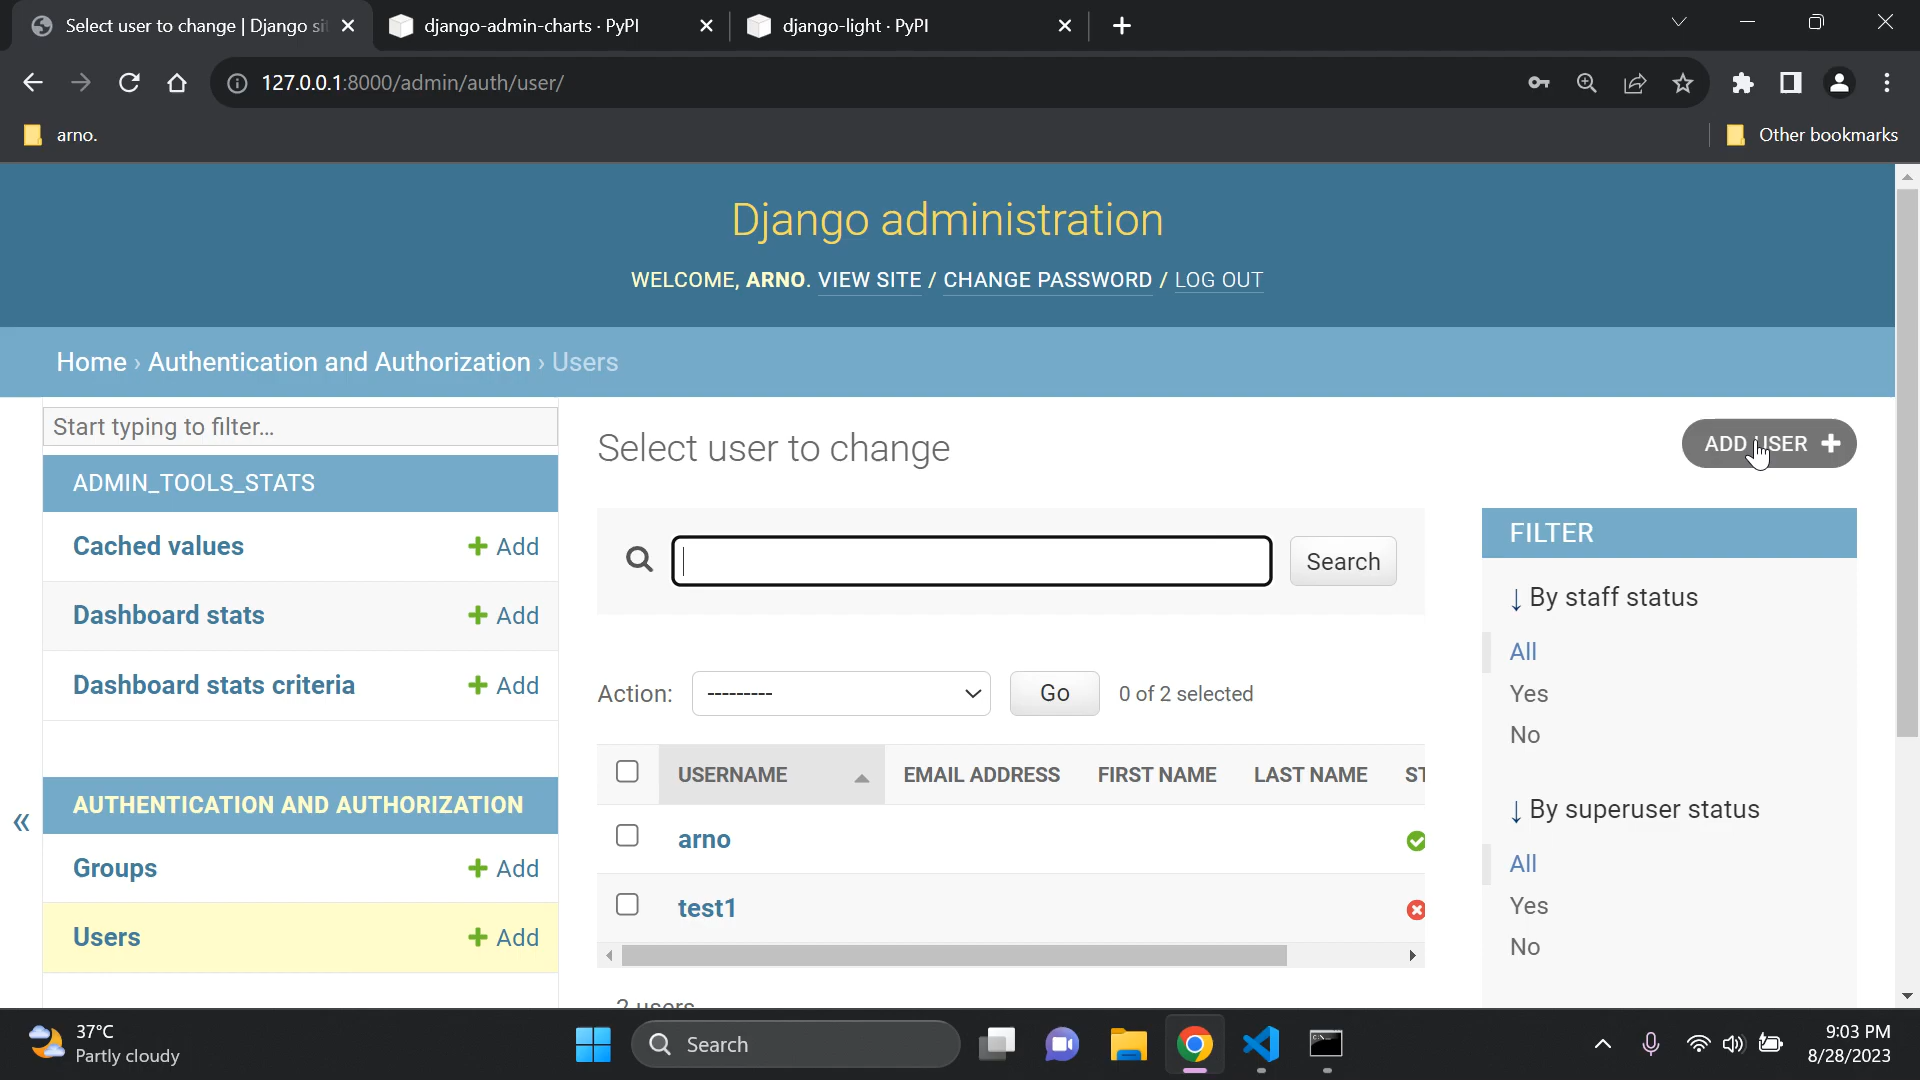 Select user to change | Django si
django-admin-charts · PyPI
django-light · PyPI
127.0.0.1:8000/admin/auth/user/
arno.
Other bookmarks
Django administration
WELCOME, ARNO. VIEW SITE / CHANGE PASSWORD / LOG OUT
Home › Authentication and Authorization › Users
Start typing to filter...
Select user to change
ADD USER
ADMIN_TOOLS_STATS
Cached values + Add
Dashboard stats + Add
Dashboard stats criteria + Add
AUTHENTICATION AND AUTHORIZATION
Groups + Add
Users + Add
«
Search
Action: --------- Go 0 of 2 selected
USERNAME EMAIL ADDRESS FIRST NAME LAST NAME ST
arno
test1
2 users
FILTER
↓ By staff status
All
Yes
No
↓ By superuser status
All
Yes
No
37°C
Partly cloudy
Search
9:03 PM
8/28/2023